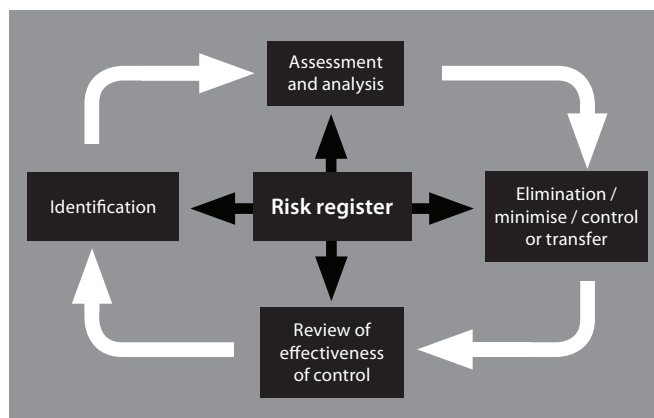 Assessment
and analysis
Identification
Risk register
Elimination /
minimise / control
or transfer
Review of
effectiveness
of control